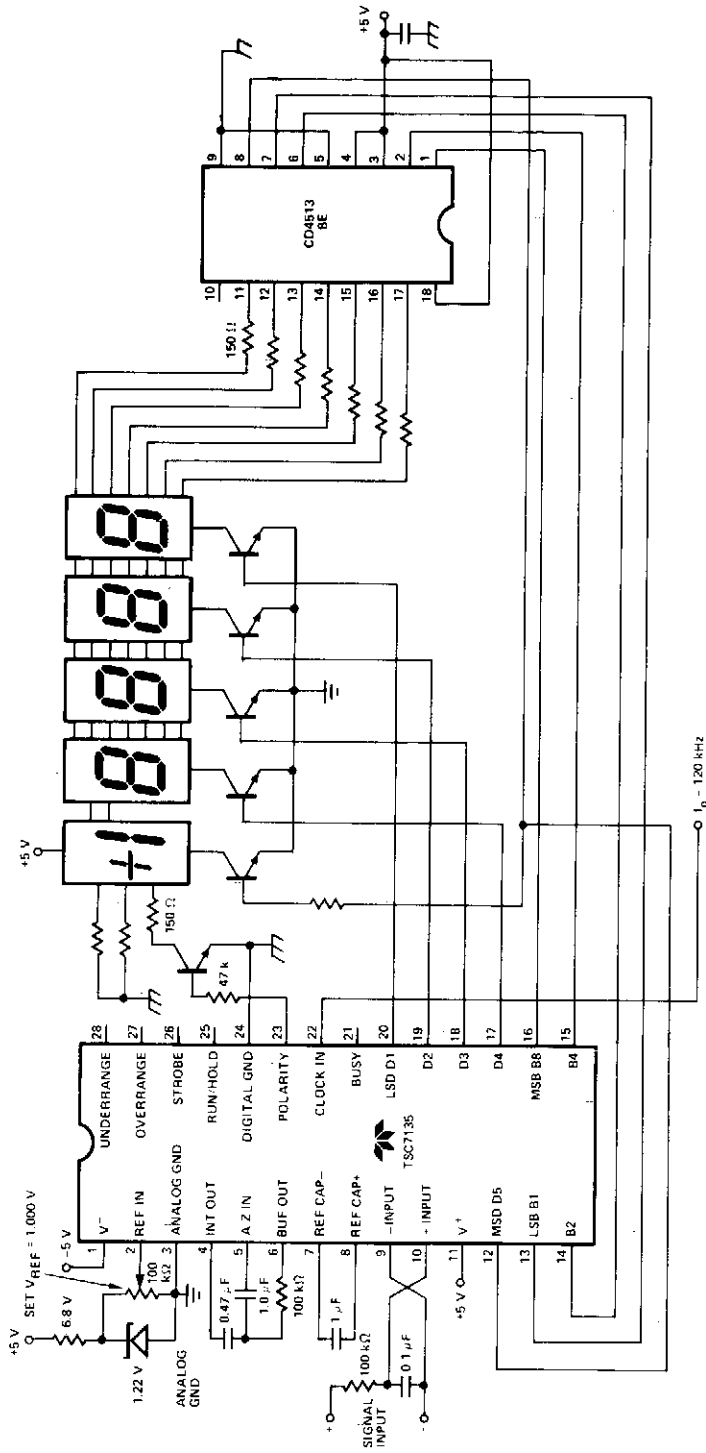 SET VREF = 1.000 V
+5 V
6.8 V
1.22 V
ANALOG
GND
100
kΩ
−5 V
0.47 µF
1.0 µF
100 kΩ
1 µF
+
100 kΩ
SIGNAL
INPUT
0.1 µF
-
+5 V
1
2
3
4
5
6
7
8
9
10
11
12
13
14
V−
REF IN
ANALOG GND
INT OUT
A Z IN
BUF OUT
REF CAP−
REF CAP+
−INPUT
+ INPUT
V+
MSD D5
LSB B1
B2
TSC7135
UNDERRANGE
OVERRANGE
STROBE
RUN/HOLD
DIGITAL GND
POLARITY
CLOCK IN
BUSY
LSD D1
D2
D3
D4
MSB B8
B4
28
27
26
25
24
23
22
21
20
19
18
17
16
15
47 k
150 Ω
+5 V
+1
8
8
8
8
150 Ω
10
11
12
13
14
15
16
17
18
CD4513
BE
9
8
7
6
5
4
3
2
1
+5 V
120 kHz